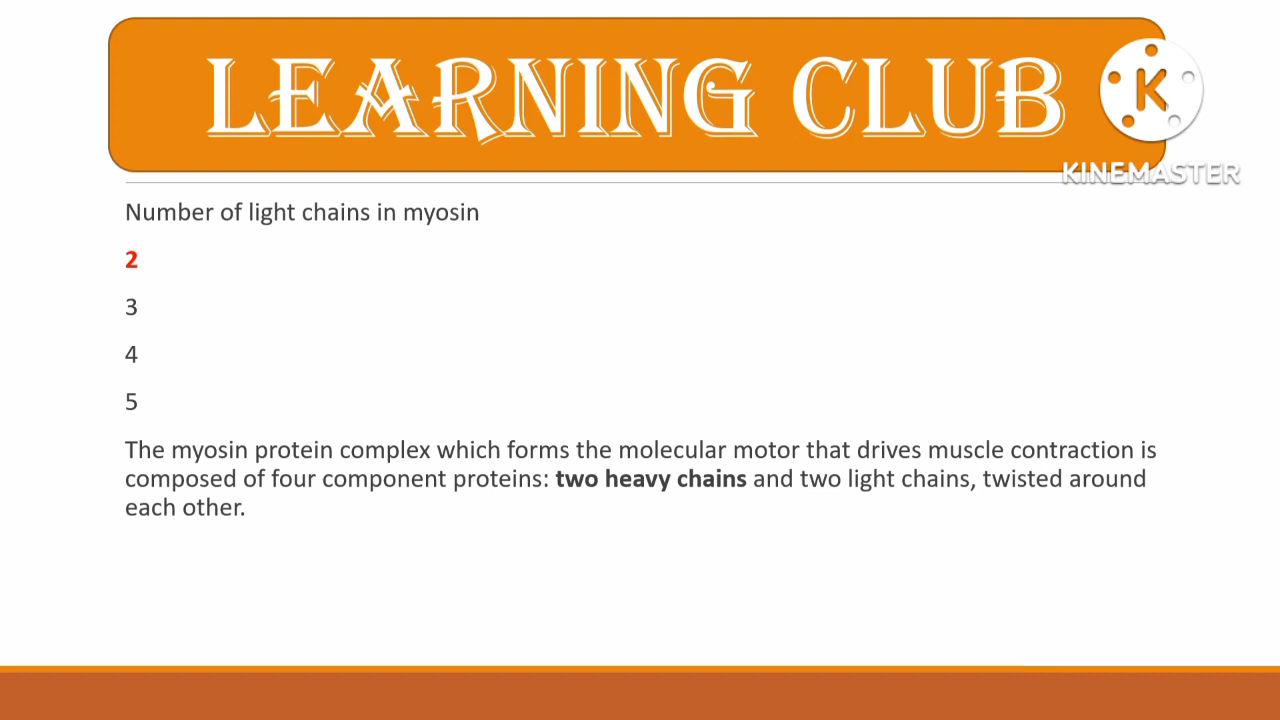 LEARNING CLUB
K
KINEMASTER
Number of light chains in myosin
2
3
4
5
The myosin protein complex which forms the molecular motor that drives muscle contraction is
composed of four component proteins: two heavy chains and two light chains, twisted around
each other.